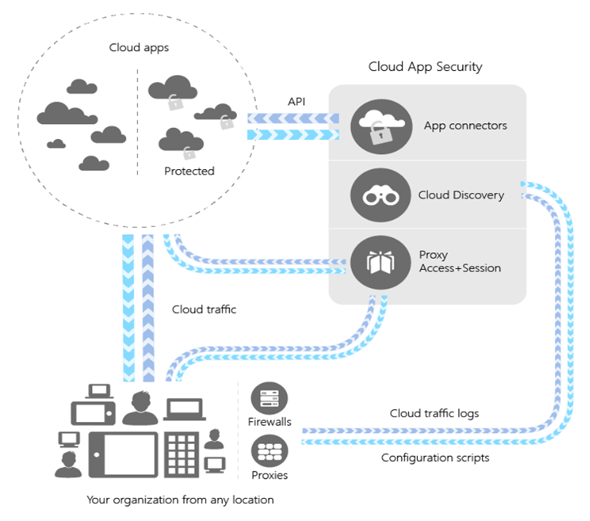 Cloud apps
Protected
API
Cloud App Security
App connectors
Cloud Discovery
Proxy
Access+Session
Cloud traffic
Firewalls
Proxies
Cloud traffic logs
Configuration scripts
Your organization from any location